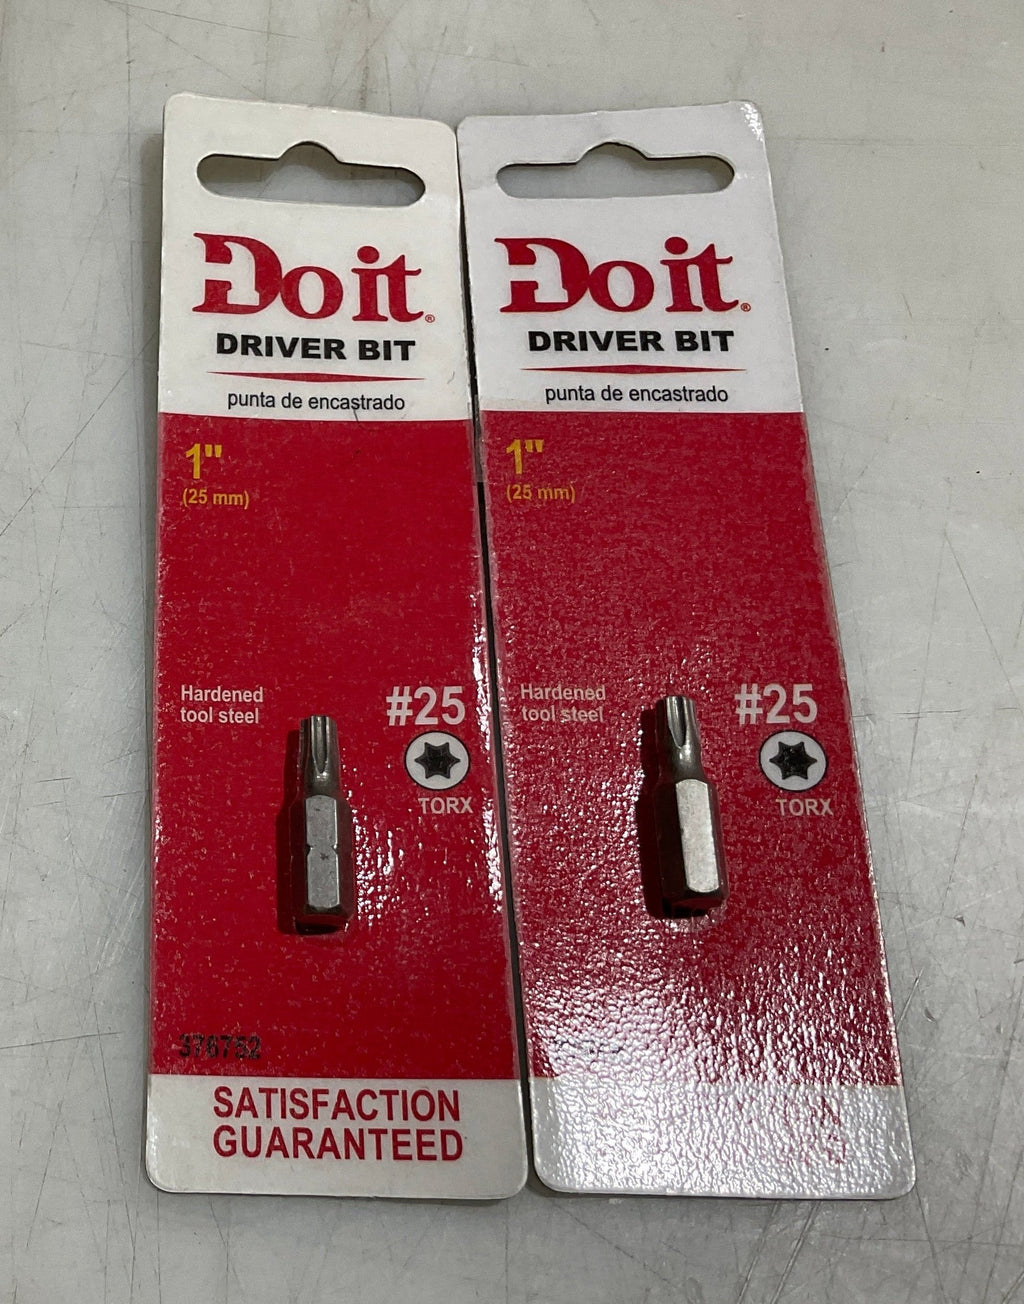 Do it®
DRIVER BIT
punta de encastrado
1"
(25 mm)
Hardened
tool steel
#25
TORX
376752
SATISFACTION
GUARANTEED
Do it®
DRIVER BIT
punta de encastrado
1"
(25 mm)
Hardened
tool steel
#25
TORX